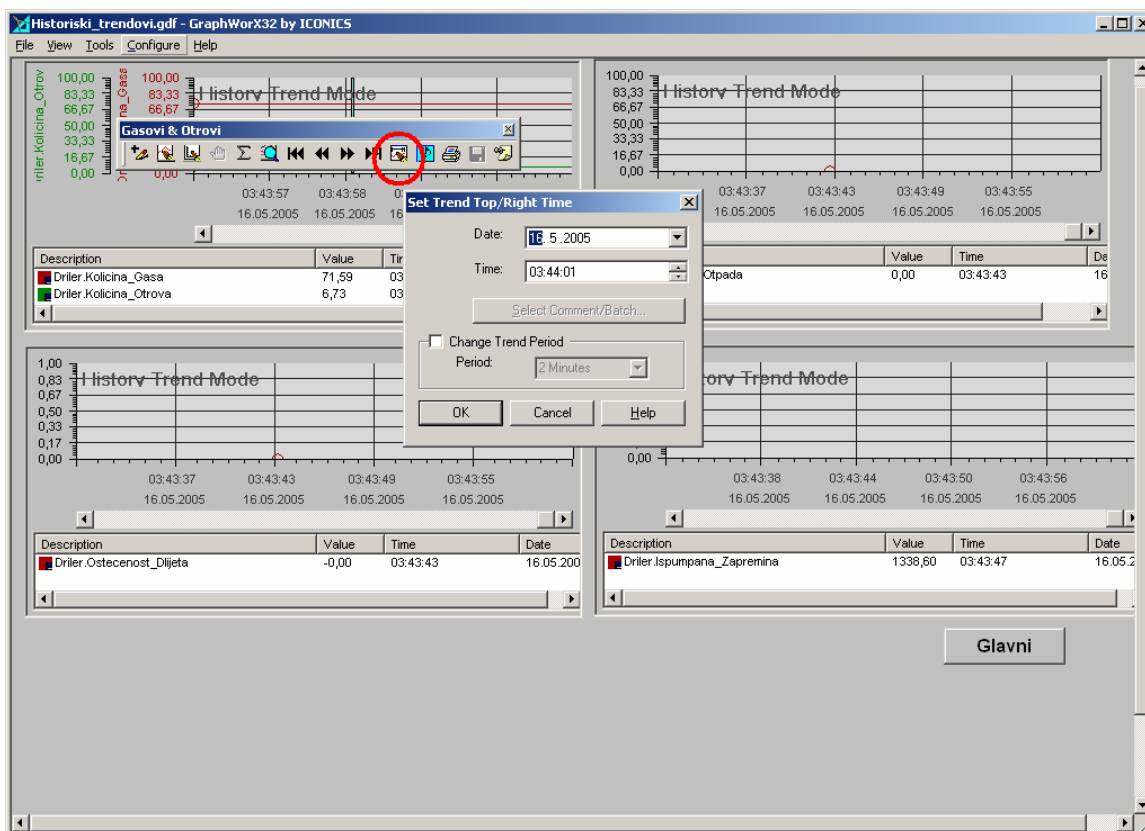 Historiski_trendovi.gdf - GraphWorX32 by ICONICS
File View Tools Configure Help
100,00 100,00
83,33 83,33 History Trend Mode
66,67 66,67
50,00
33,33
16,67
0,00 0,00
03:43:57 03:43:58
16.05.2005 16.05.2005 16
Description Value
Driler.Kolicina_Gasa 71,59 03
Driler.Kolicina_Otrova 6,73 03
Gasovi & Otrovi
100,00
83,33 History Trend Mode
66,67
50,00
33,33
16,67
0,00
03:43:37 03:43:43 03:43:49 03:43:55
16.05.2005 16.05.2005 16.05.2005 16.05.2005
Value Time Da
Otpada 0,00 03:43:43 16
Set Trend Top/Right Time
Date: 16. 5 .2005
Time: 03:44:01
Select Comment/Batch...
Change Trend Period
Period: 2 Minutes
OK Cancel Help
1,00
0,83 History Trend Mode
0,67
0,50
0,33
0,17
0,00
03:43:37 03:43:43 03:43:49 03:43:55
16.05.2005 16.05.2005 16.05.2005 16.05.2005
Description Value Time Date
Driler.Ostecenost_Dlijeta -0,00 03:43:43 16.05.200
ory Trend Mode
0,00
03:43:38 03:43:44 03:43:50 03:43:56
16.05.2005 16.05.2005 16.05.2005 16.05.2005
Description Value Time Date
Driler.Ispumpana_Zapremina 1338,60 03:43:47 16.05.2
Glavni